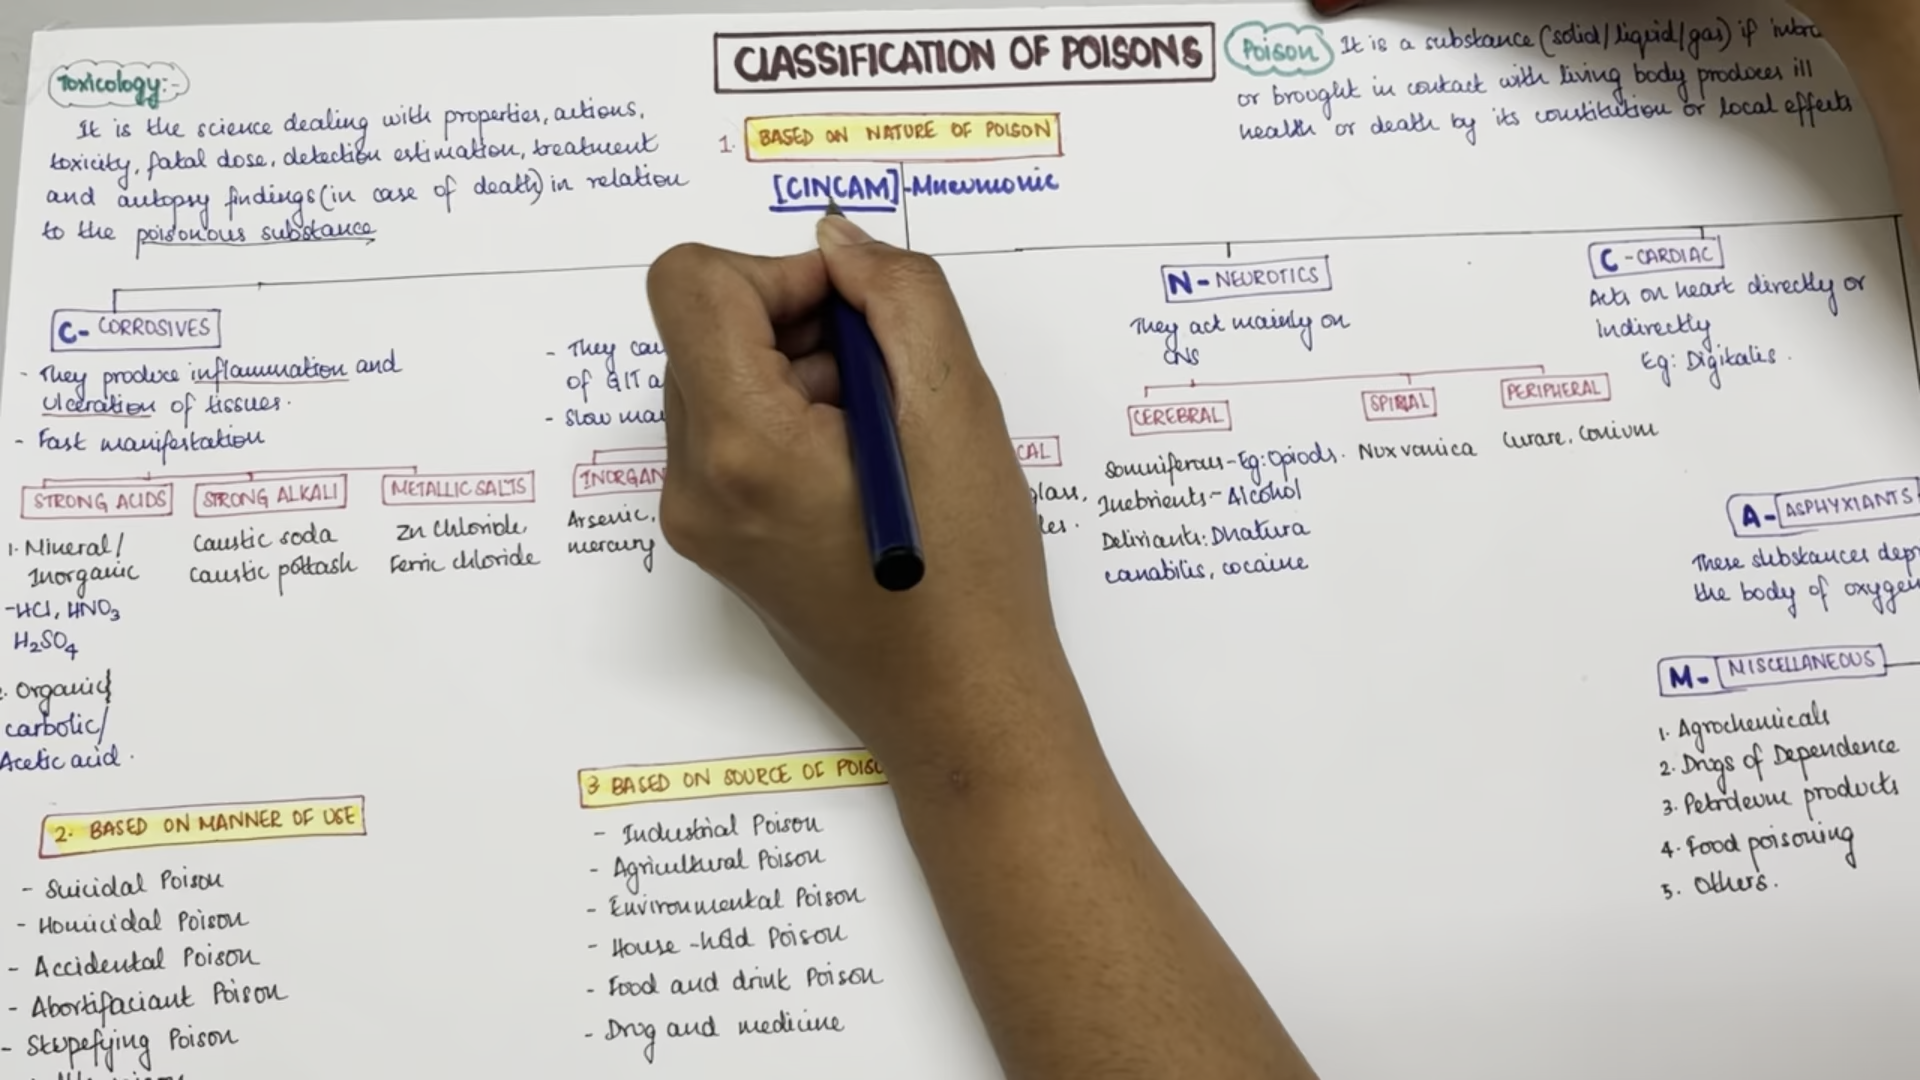 CLASSIFICATION OF POISONS
Toxicology:-
It is the science dealing with properties, actions,
toxicity, fatal dose, detection estimation, treatment
and autopsy findings (in case of death) in relation
to the poisonous substance
Poison It is a substance (solid/liquid/gas) if
or brought in contact with living body produces ill
health or death by its constitution or local effects
1. BASED ON NATURE OF POISON
[CINCAM] - Mneumonic
C- CORROSIVES
- They produce inflammation and
ulceration of tissues.
- Fast manifestation
STRONG ACIDS
1. Mineral/
Inorganic
-HCl, HNO3
H2SO4
. Organic/
carbolic/
Acetic acid.
STRONG ALKALI
Caustic soda
Caustic pottash
METALLIC SALTS
Zn Chloride,
Ferric chloride
- They
of GIT
- Slow
Arsenic,
mercury
N- NEUROTICS
They act mainly on
CNS
CEREBRAL
Somniferous-Eg: Opiods.
Inebrients- Alcohol
Deliriants: Dhatura
canabilis, cocaine
SPINAL
Nux vomica
PERIPHERAL
Curare, Conium
C-CARDIAC
Acts on heart directly or
Indirectly
Eg: Digitalis.
A- ASPHYXIANTS
These substances
the body of oxygen
M- MISCELLANEOUS
1. Agrochemicals
2. Drugs of Dependence
3. Petroleum products
4. Food poisoning
5. Others.
2. BASED ON MANNER OF USE
- Suicidal Poison
- Homicidal Poison
- Accidental Poison
- Abortifaciant Poison
- Stupefying Poison
3 BASED ON SOURCE OF
- Industrial Poison
- Agricultural Poison
- Environmental Poison
- House-hold Poison
- Food and drink Poison
- Drug and medicine